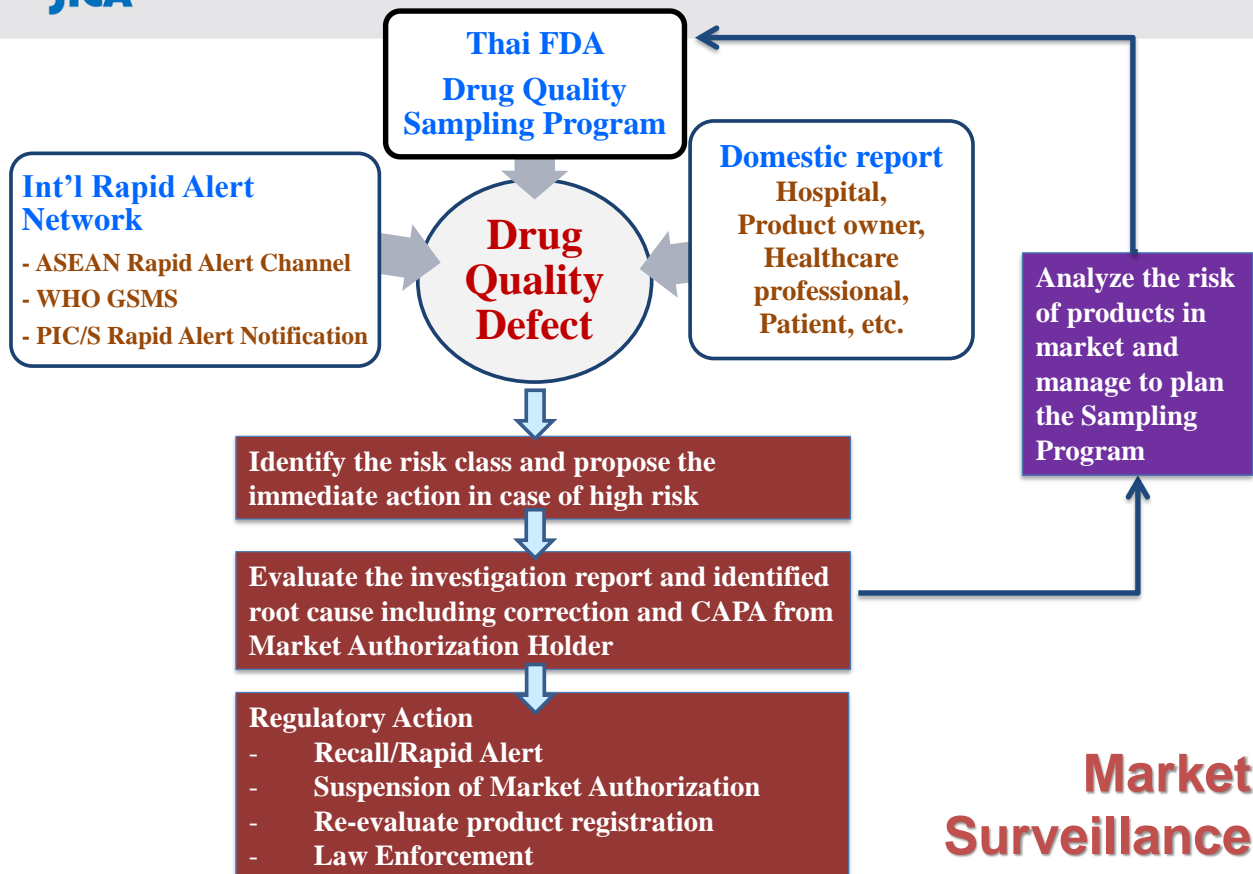 JICA
Thai FDA
Drug Quality
Sampling Program
Int'l Rapid Alert
Network
- ASEAN Rapid Alert Channel
- WHO GSMS
- PIC/S Rapid Alert Notification
Drug
Quality
Defect
Domestic report
Hospital,
Product owner,
Healthcare
professional,
Patient, etc.
Analyze the risk
of products in
market and
manage to plan
the Sampling
Program
Identify the risk class and propose the
immediate action in case of high risk
Evaluate the investigation report and identified
root cause including correction and CAPA from
Market Authorization Holder
Regulatory Action
- Recall/Rapid Alert
- Suspension of Market Authorization
- Re-evaluate product registration
- Law Enforcement
Market
Surveillance